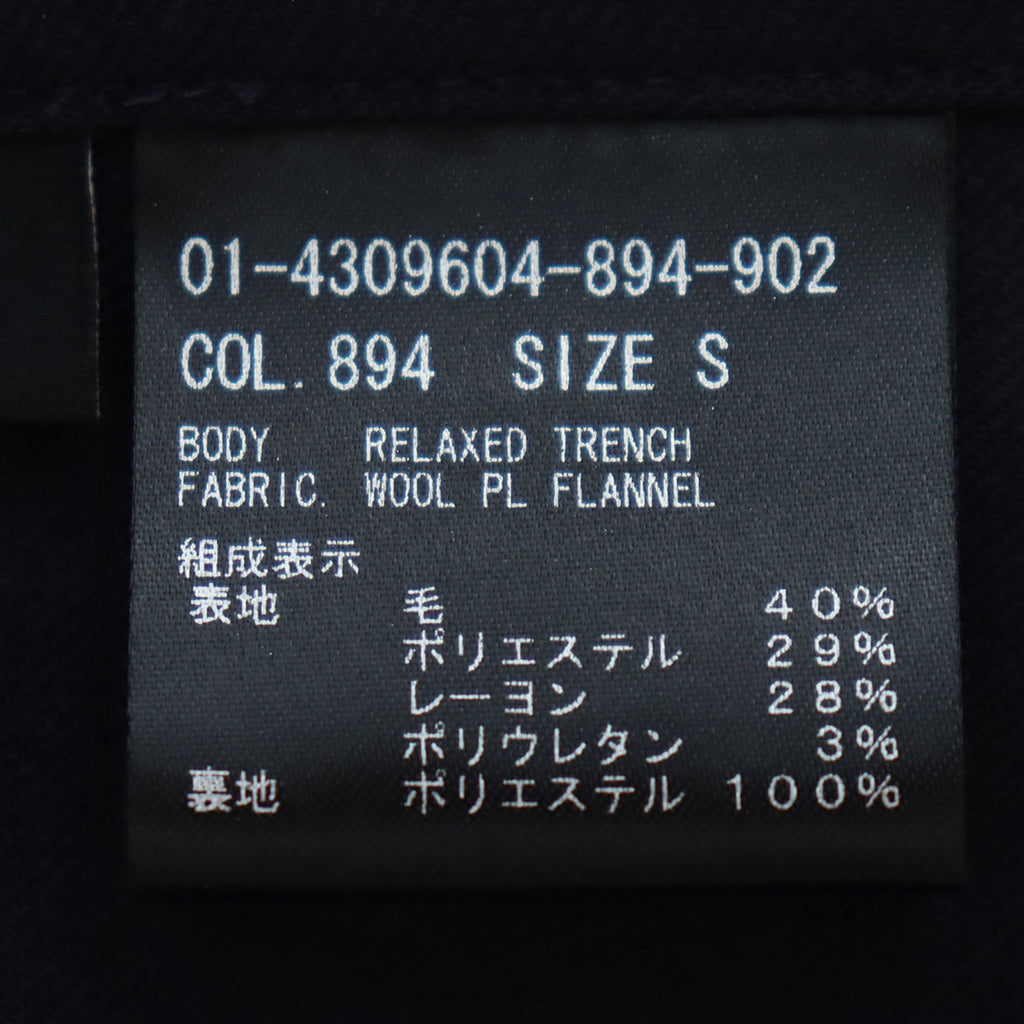 01-4309604-894-902
COL. 894 SIZE S
BODY. RELAXED TRENCH
FABRIC. WOOL PL FLANNEL
組成表示
表地 毛 40%
ポリエステル 29%
レーヨン 28%
ポリウレタン 3%
裏地 ポリエステル 100%